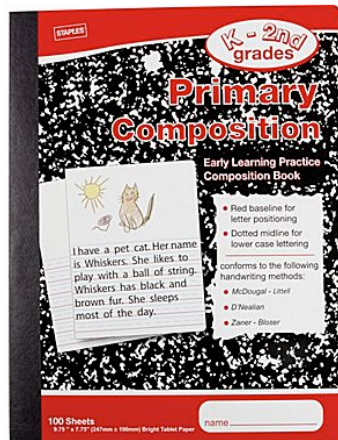 STAPLES
K - 2nd
grades
Primary
Composition
Early Learning Practice
Composition Book
• Red baseline for
letter positioning
• Dotted midline for
lower case lettering
conforms to the following
handwriting methods:
• McDougal - Littell
• D'Nealian
• Zaner - Bloser
I have a pet cat. Her name
is Whiskers. She likes to
play with a ball of string.
Whiskers has black and
brown fur. She sleeps
most of the day.
100 Sheets
9.75 " x 7.75" (247mm x 190mm) Bright Tablet Paper
name